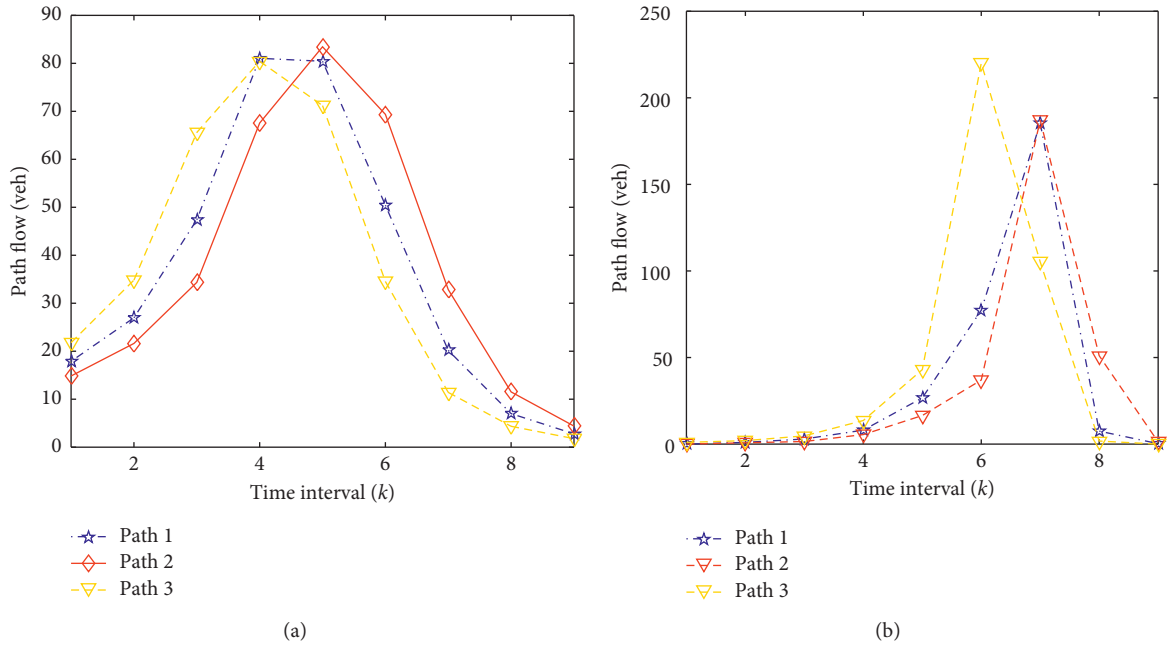 90
80
70
60
50
40
30
20
10
0
Path flow (veh)
2 4 6 8
Time interval (k)
Path 1
Path 2
Path 3
(a)
250
200
150
100
50
0
Path flow (veh)
2 4 6 8
Time interval (k)
Path 1
Path 2
Path 3
(b)